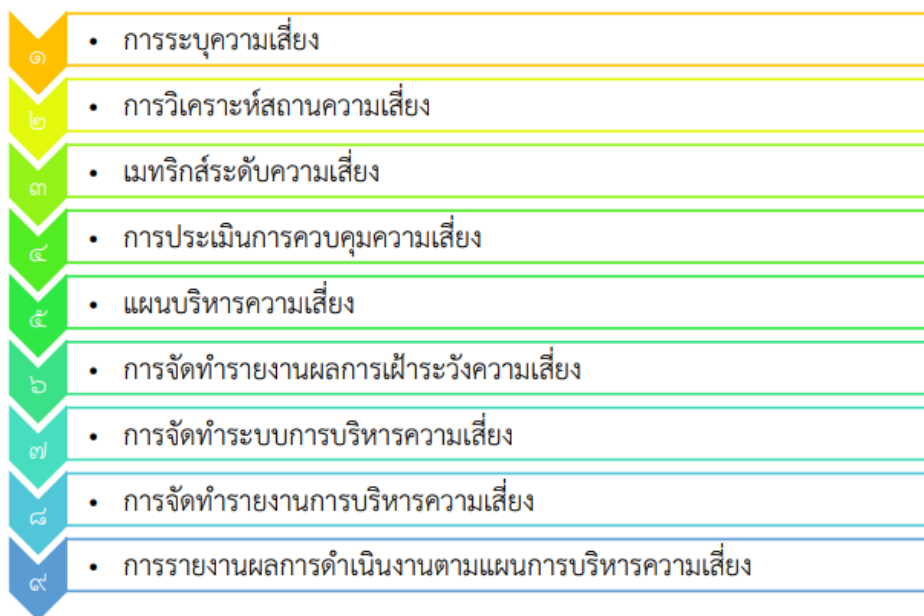 ๑ • การระบุความเสี่ยง
๒ • การวิเคราะห์สถานความเสี่ยง
๓ • เมทริกส์ระดับความเสี่ยง
๔ • การประเมินการควบคุมความเสี่ยง
๕ • แผนบริหารความเสี่ยง
๖ • การจัดทำรายงานผลการเฝ้าระวังความเสี่ยง
๗ • การจัดทำระบบการบริหารความเสี่ยง
๘ • การจัดทำรายงานการบริหารความเสี่ยง
๙ • การรายงานผลการดำเนินงานตามแผนการบริหารความเสี่ยง